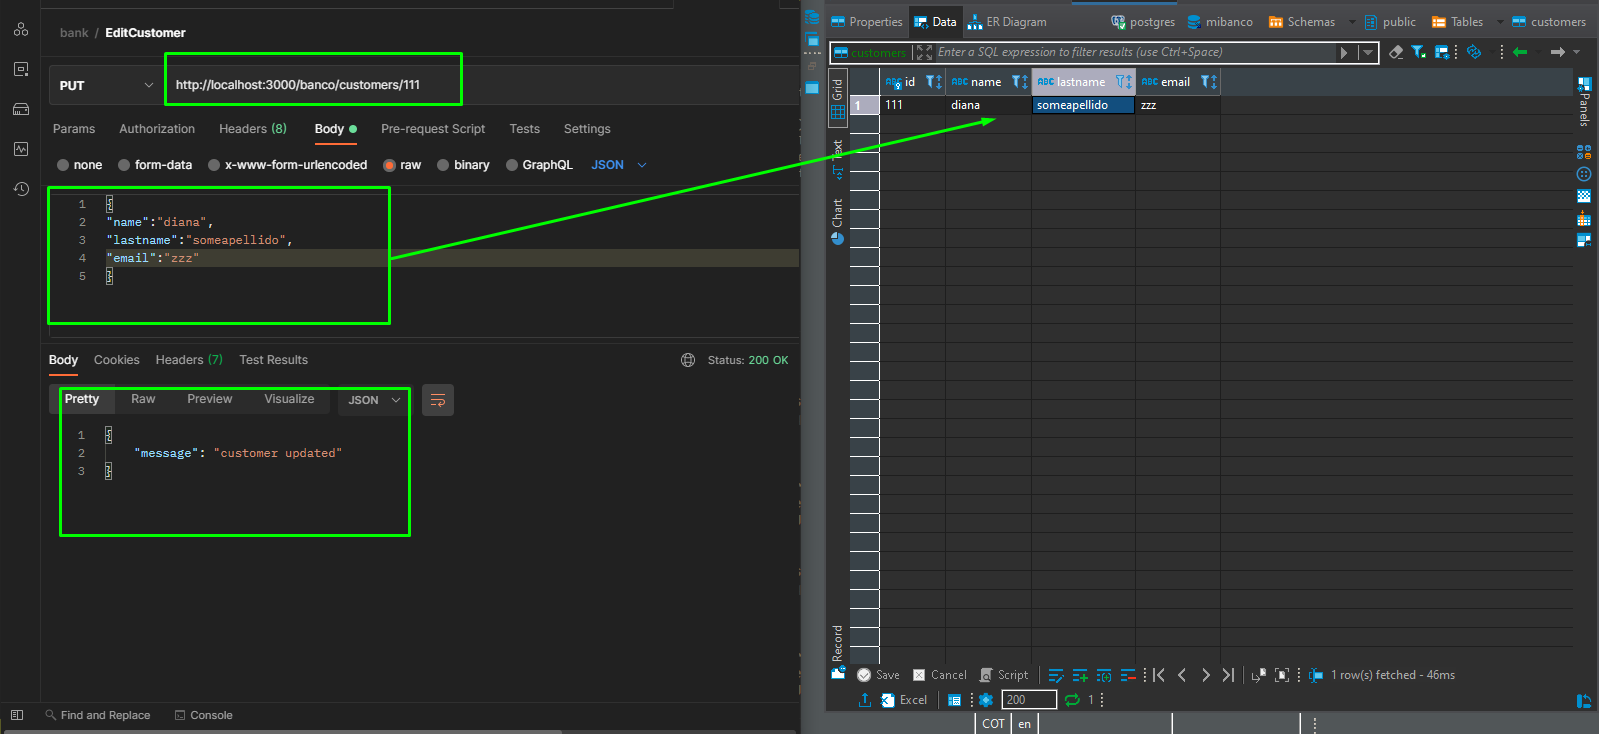 bank / EditCustomer
PUT
http://localhost:3000/banco/customers/111
Params Authorization Headers (8) Body Pre-request Script Tests Settings
none form-data x-www-form-urlencoded raw binary GraphQL JSON
1 {
2 "name":"diana",
3 "lastname":"someapellido",
4 "email":"zzz"
5 }
Body Cookies Headers (7) Test Results
Status: 200 OK
Pretty Raw Preview Visualize JSON
1 {
2 "message": "customer updated"
3 }
Find and Replace Console
Properties Data ER Diagram postgres mibanco Schemas public Tables customers
customers Enter a SQL expression to filter results (use Ctrl+Space)
Grid
Text
Chart
Record
ABC id ABC name ABC lastname ABC email
1 111 diana someapellido zzz
Panels
Save Cancel Script 1 row(s) fetched - 46ms
Excel 200 1
COT en